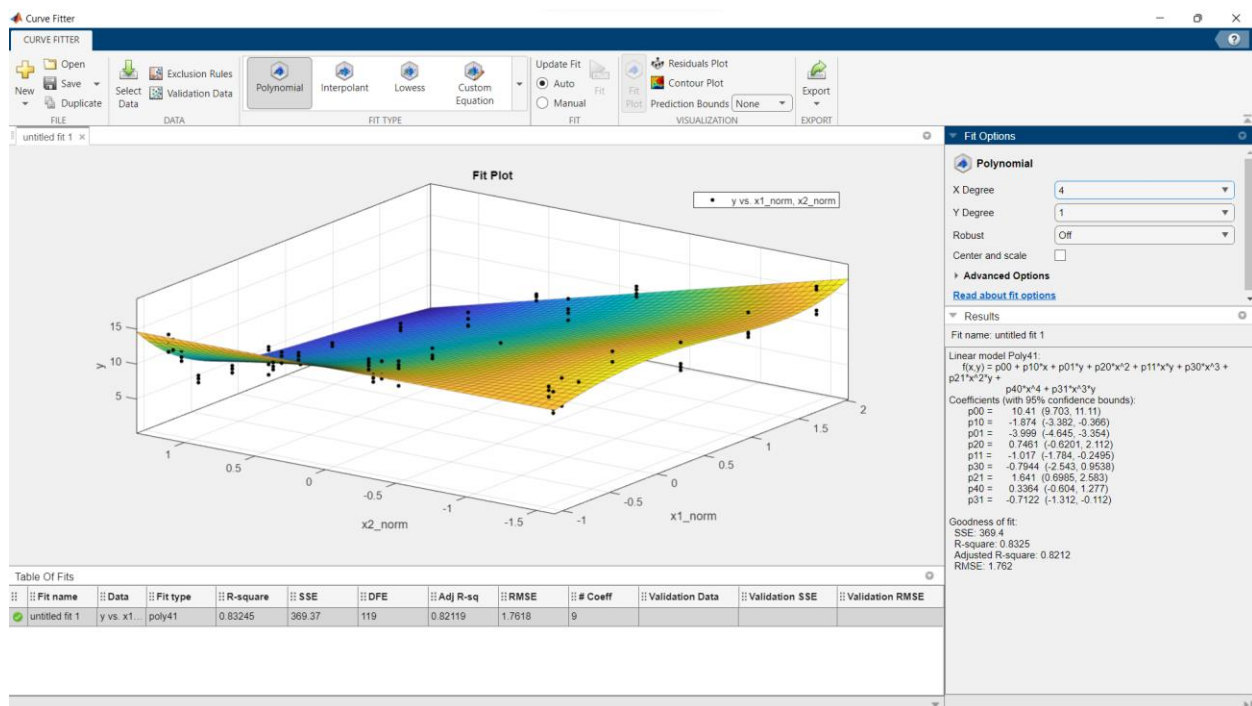 Curve Fitter
CURVE FITTER
New
Open
Save
Duplicate
FILE
Select Data
Exclusion Rules
Validation Data
DATA
Polynomial
Interpolant
Lowess
Custom Equation
FIT TYPE
Update Fit
Auto
Manual
Fit
FIT
Fit Plot
Residuals Plot
Contour Plot
Prediction Bounds None
VISUALIZATION
Export
EXPORT
untitled fit 1
Fit Plot
y vs. x1_norm, x2_norm
15
10
5
y
1
0.5
0
-0.5
-1
-1.5
x2_norm
-1
-0.5
0
0.5
1
1.5
2
x1_norm
Fit Options
Polynomial
X Degree 4
Y Degree 1
Robust Off
Center and scale
Advanced Options
Read about fit options
Results
Fit name: untitled fit 1
Linear model Poly41:
f(x,y) = p00 + p10*x + p01*y + p20*x^2 + p11*x*y + p30*x^3 +
p21*x^2*y +
p40*x^4 + p31*x^3*y
Coefficients (with 95% confidence bounds):
p00 = 10.41 (9.703, 11.11)
p10 = -1.874 (-3.382, -0.366)
p01 = -3.999 (-4.645, -3.354)
p20 = 0.7461 (-0.6201, 2.112)
p11 = -1.017 (-1.784, -0.2495)
p30 = -0.7944 (-2.543, 0.9538)
p21 = 1.641 (0.6985, 2.583)
p40 = 0.3364 (-0.604, 1.277)
p31 = -0.7122 (-1.312, -0.112)
Goodness of fit:
SSE: 369.4
R-square: 0.8325
Adjusted R-square: 0.8212
RMSE: 1.762
Table Of Fits
Fit name Data Fit type R-square SSE DFE Adj R-sq RMSE # Coeff Validation Data Validation SSE Validation RMSE
untitled fit 1 y vs. x1... poly41 0.83245 369.37 119 0.82119 1.7618 9